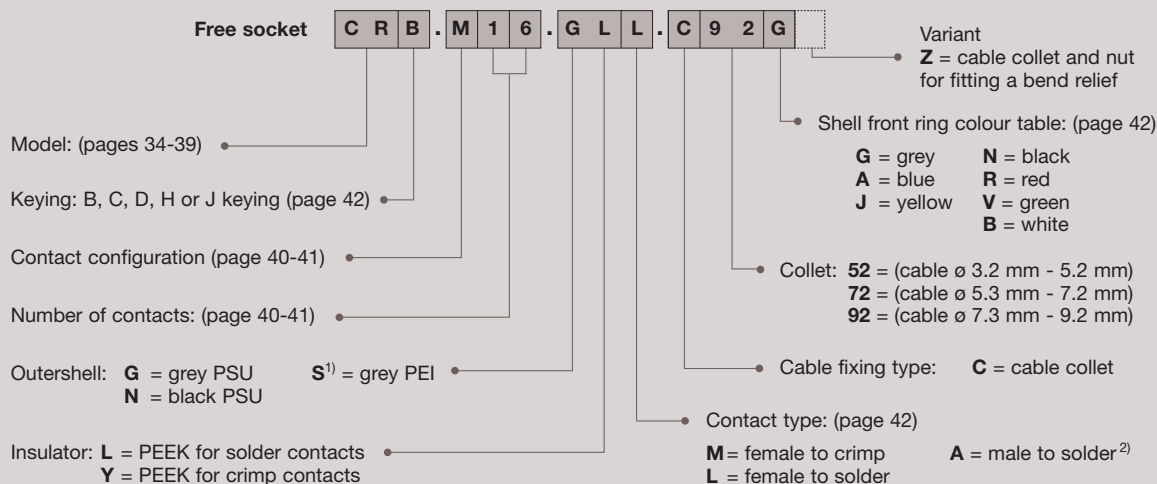 Free socket C R B . M 1 6 . G L L . C 9 2 G
Variant
Z = cable collet and nut
for fitting a bend relief
Model: (pages 34-39)
Shell front ring colour table: (page 42)
G = grey N = black
A = blue R = red
J = yellow V = green
B = white
Keying: B, C, D, H or J keying (page 42)
Contact configuration (page 40-41)
Collet: 52 = (cable ø 3.2 mm - 5.2 mm)
72 = (cable ø 5.3 mm - 7.2 mm)
92 = (cable ø 7.3 mm - 9.2 mm)
Number of contacts: (page 40-41)
Outershell: G = grey PSU S1) = grey PEI
N = black PSU
Cable fixing type: C = cable collet
Contact type: (page 42)
M = female to crimp A = male to solder 2)
L = female to solder
Insulator: L = PEEK for solder contacts
Y = PEEK for crimp contacts